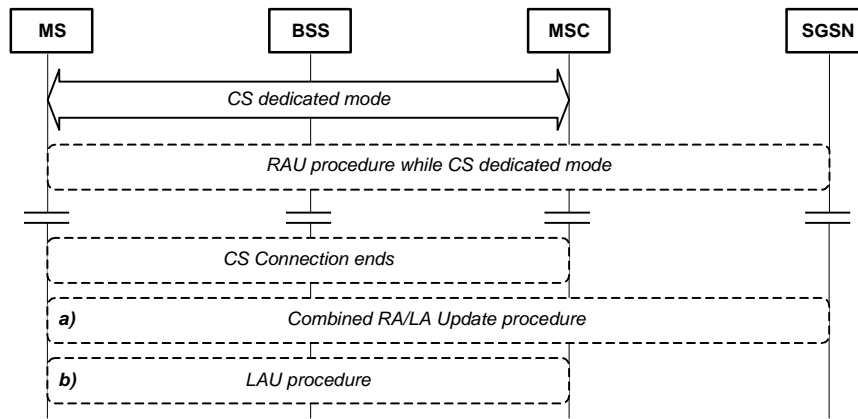 MS BSS MSC SGSN
CS dedicated mode
RAU procedure while CS dedicated mode
CS Connection ends
a) Combined RA/LA Update procedure
b) LAU procedure